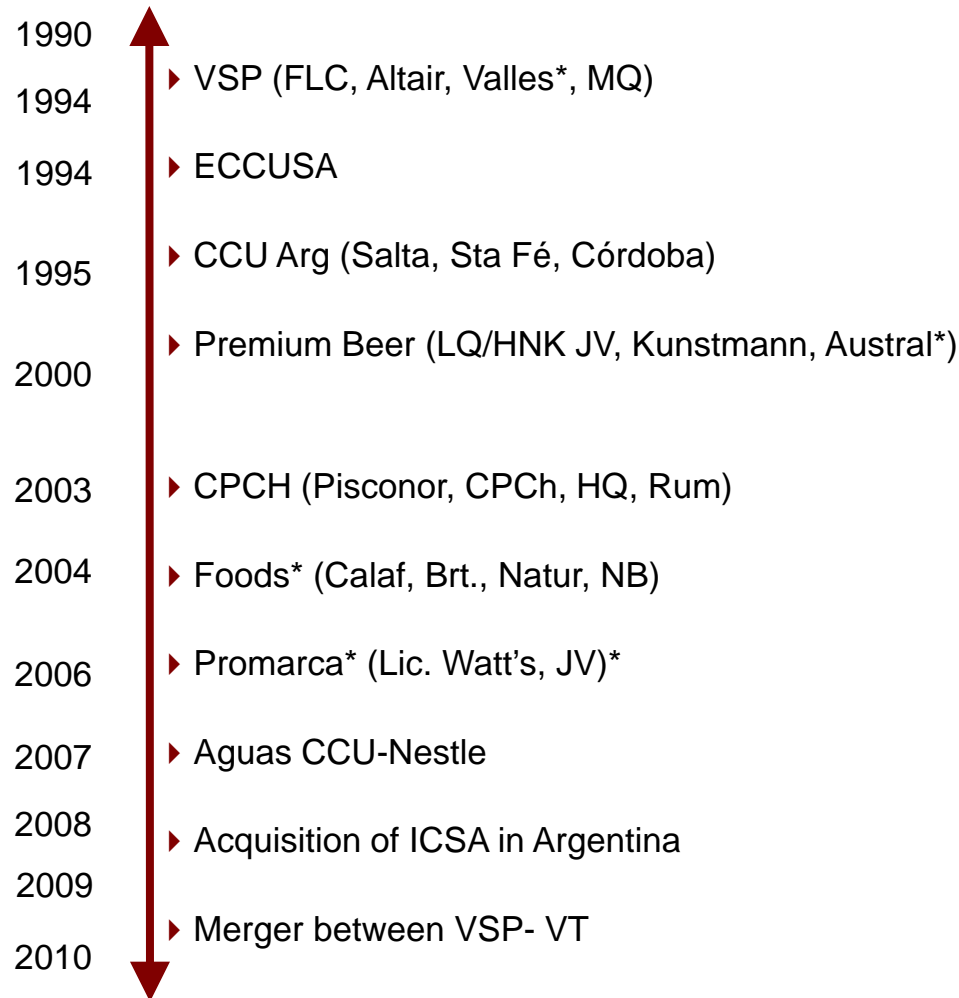 1990
VSP (FLC, Altair, Valles*, MQ)
1994
1994
ECCUSA
CCU Arg (Salta, Sta Fé, Córdoba)
1995
Premium Beer (LQ/HNK JV, Kunstmann, Austral*)
2000
2003
CPCH (Pisconor, CPCh, HQ, Rum)
2004
Foods* (Calaf, Brt., Natur, NB)
2006
Promarca* (Lic. Watt's, JV)*
2007
Aguas CCU-Nestle
2008
Acquisition of ICSA in Argentina
2009
Merger between VSP- VT
2010